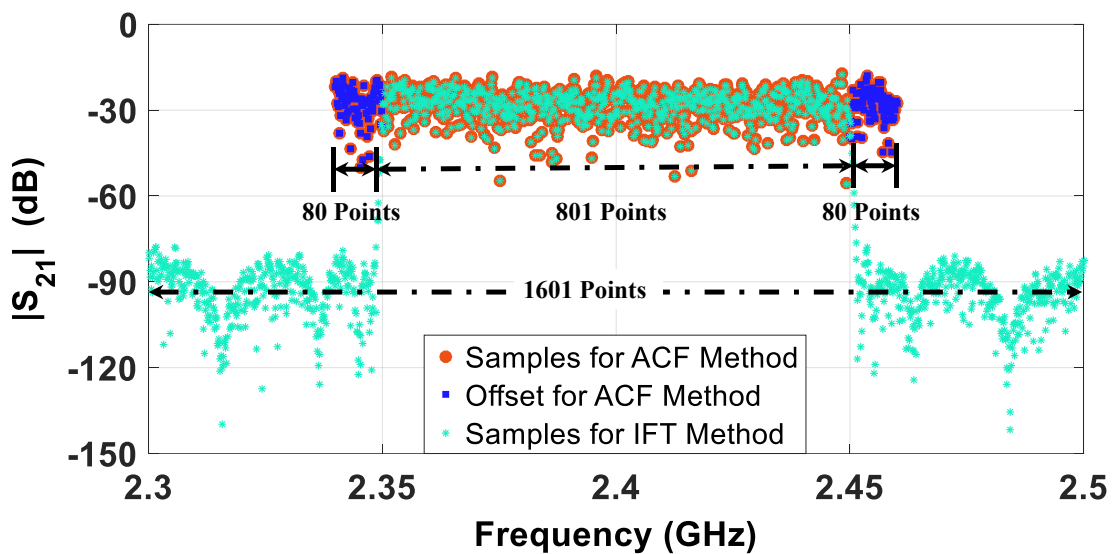 0
-30
-60
-90
-120
-150
|S21| (dB)
80 Points
801 Points
80 Points
1601 Points
Samples for ACF Method
Offset for ACF Method
Samples for IFT Method
2.3
2.35
2.4
2.45
2.5
Frequency (GHz)